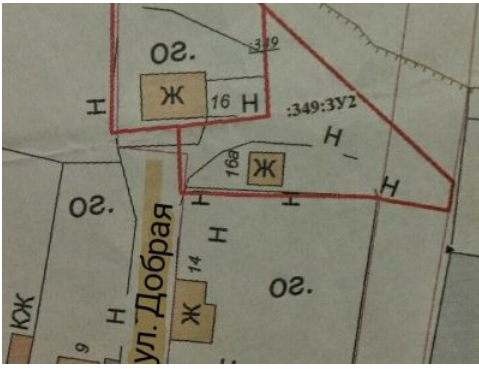 ог.
:349
Ж
16
Н
Н
:349:ЗУ2
Н
16а
Ж
Н
Н
Н
ог.
ул. Добрая
Н
14
ог.
Ж
Н
КЖ
9
Н
Н